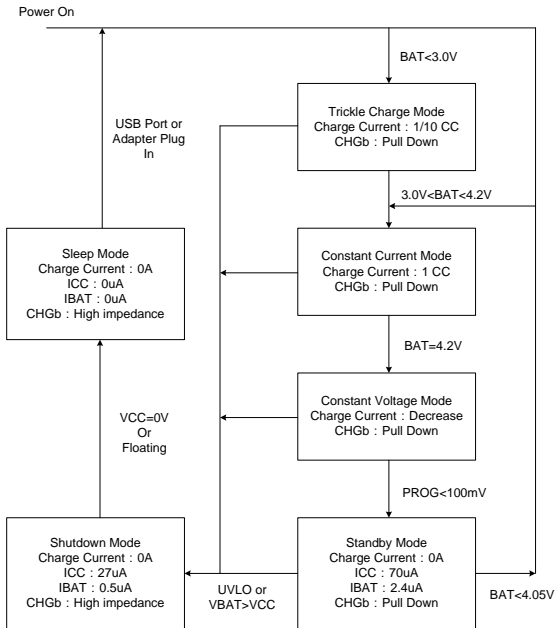 Power On
BAT<3.0V
Trickle Charge Mode
Charge Current : 1/10 CC
CHGb : Pull Down
USB Port or
Adapter Plug
In
3.0V<BAT<4.2V
Sleep Mode
Charge Current : 0A
ICC : 0uA
IBAT : 0uA
CHGb : High impedance
Constant Current Mode
Charge Current : 1 CC
CHGb : Pull Down
BAT=4.2V
Constant Voltage Mode
Charge Current : Decrease
CHGb : Pull Down
VCC=0V
Or
Floating
PROG<100mV
Shutdown Mode
Charge Current : 0A
ICC : 27uA
IBAT : 0.5uA
CHGb : High impedance
UVLO or
VBAT>VCC
Standby Mode
Charge Current : 0A
ICC : 70uA
IBAT : 2.4uA
CHGb : Pull Down
BAT<4.05V